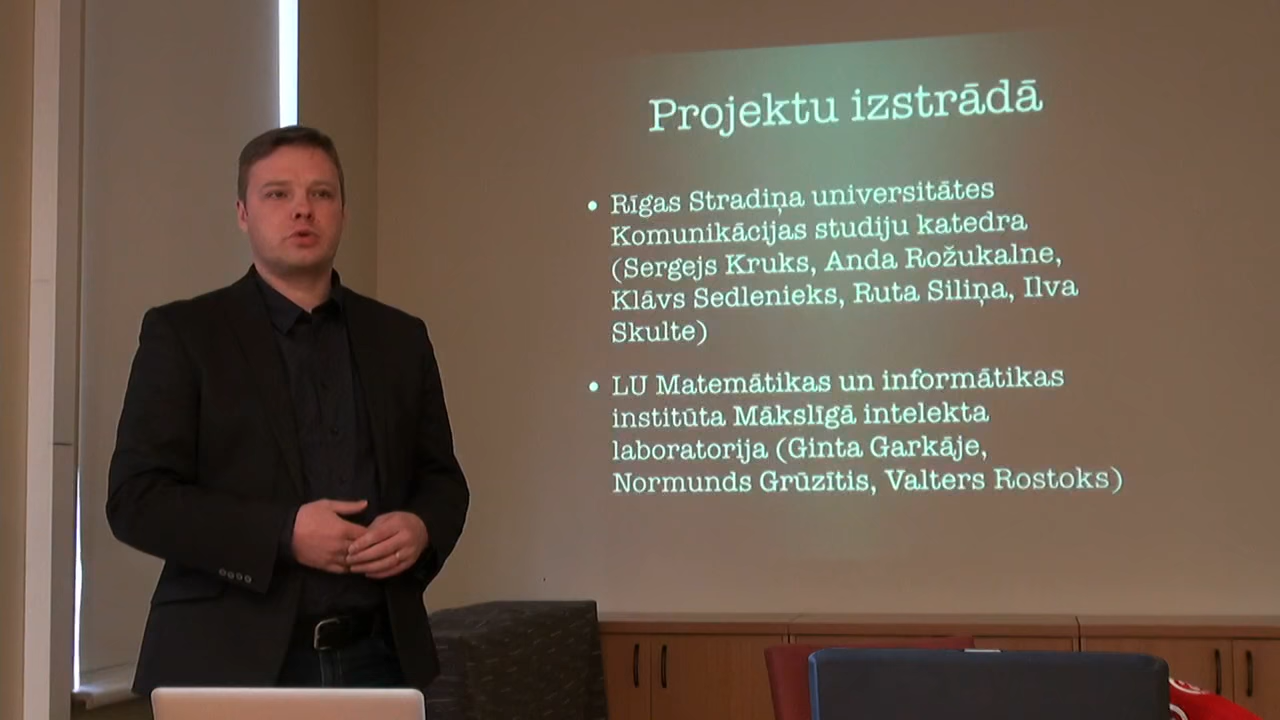 Projektu izstrādā
• Rīgas Stradiņa universitātes
Komunikācijas studiju katedra
(Sergejs Kruks, Anda Rožukalne,
Klāvs Sedlenieks, Ruta Siliņa, Ilva
Skulte)
• LU Matemātikas un informātikas
institūta Mākslīgā intelekta
laboratorija (Ginta Garkāje,
Normunds Grūzītis, Valters Rostoks)